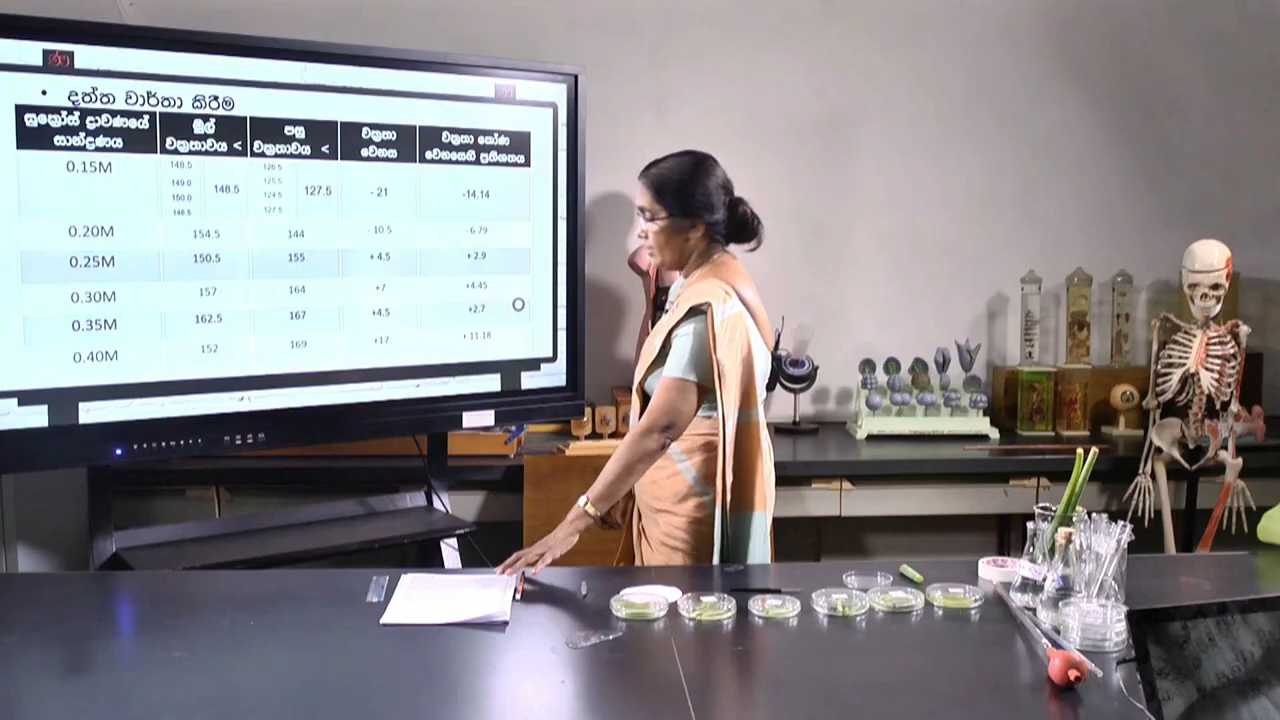 • දත්ත වාර්තා කිරීම
සුක්‍රෝස් ද්‍රාවණයේ සාන්ද්‍රණය
මුල් වක්‍රතාවය <
පසු වක්‍රතාවය <
වක්‍රතා වෙනස
වක්‍රතා කෝණ වෙනසෙහි ප්‍රතිශතය
0.15M 148.5 149.0 150.0 148.5 148.5 126.5 125.5 124.5 127.5 127.5 - 21 -14.14
0.20M 154.5 144 - 10.5 - 6.79
0.25M 150.5 155 + 4.5 + 2.9
0.30M 157 164 +7 +4.45
0.35M 162.5 167 +4.5 +2.7
0.40M 152 169 +17 + 11.18